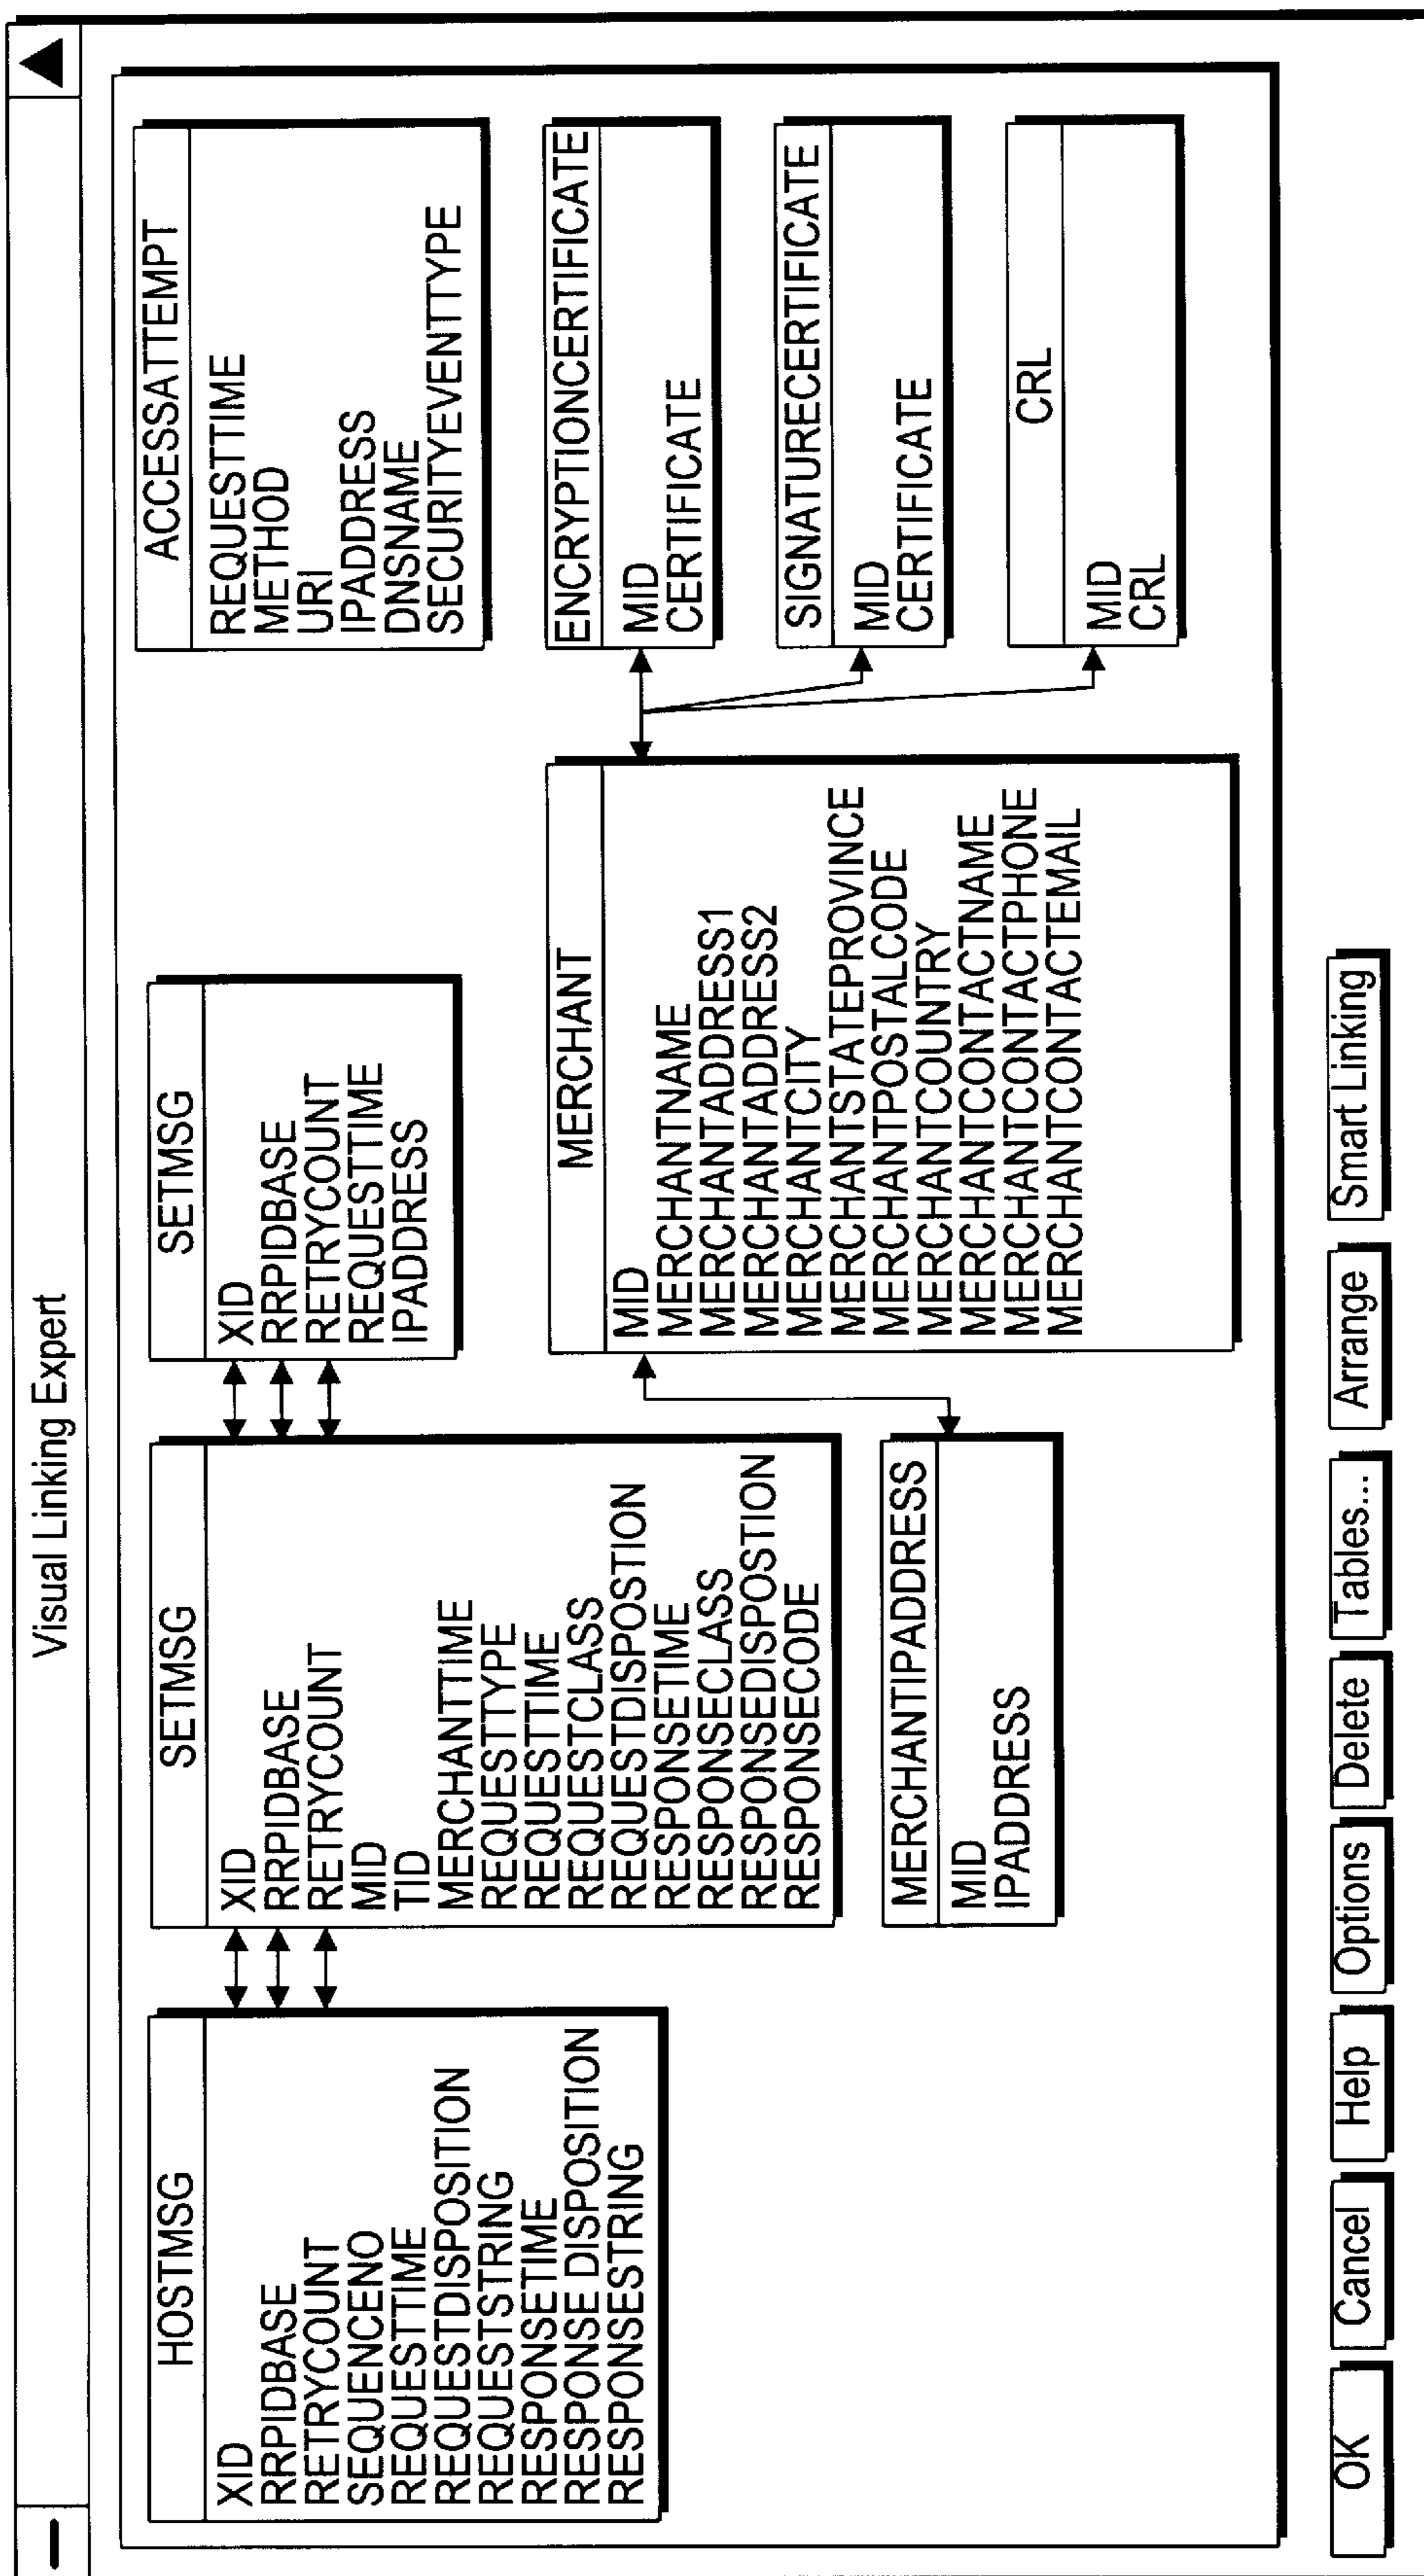 Visual Linking Expert
HOSTMSG
XID
RRPIDBASE
RETRYCOUNT
SEQUENCENO
REQUESTTIME
REQUESTDISPOSITION
REQUESTSTRING
RESPONSETIME
RESPONSE DISPOSITION
RESPONSESTRING
SETMSG
XID
RRPIDBASE
RETRYCOUNT
MID
TID
MERCHANTTIME
REQUESTTYPE
REQUESTTIME
REQUESTCLASS
REQUESTDISPOSTION
RESPONSETIME
RESPONSECLASS
RESPONSEDISPOSTION
RESPONSECODE
SETMSG
XID
RRPIDBASE
RETRYCOUNT
REQUESTTIME
IPADDRESS
ACCESSATTEMPT
REQUESTTIME
METHOD
URI
IPADDRESS
DNSNAME
SECURITYEVENTTYPE
MERCHANTIPADDRESS
MID
IPADDRESS
MERCHANT
MID
MERCHANTNAME
MERCHANTADDRESS1
MERCHANTADDRESS2
MERCHANTCITY
MERCHANTSTATEPROVINCE
MERCHANTPOSTALCODE
MERCHANTCOUNTRY
MERCHANTCONTACTNAME
MERCHANTCONTACTPHONE
MERCHANTCONTACTEMAIL
ENCRYPTIONCERTIFICATE
MID
CERTIFICATE
SIGNATURECERTIFICATE
MID
CERTIFICATE
CRL
MID
CRL
OK
Cancel
Help
Options
Delete
Tables...
Arrange
Smart Linking